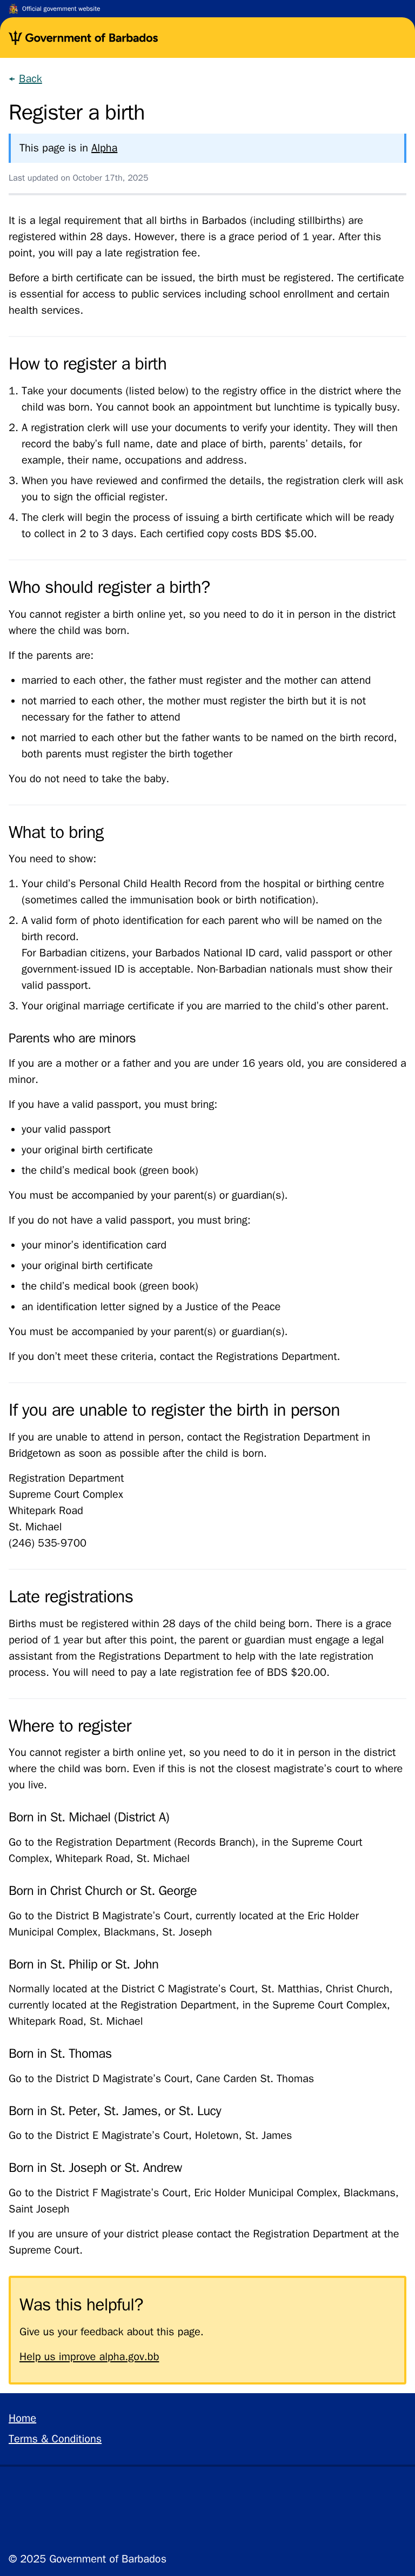 Official government website
Government of Barbados
← Back
Register a birth
This page is in Alpha
Last updated on October 17th, 2025
It is a legal requirement that all births in Barbados (including stillbirths) are
registered within 28 days. However, there is a grace period of 1 year. After this
point, you will pay a late registration fee.
Before a birth certificate can be issued, the birth must be registered. The certificate
is essential for access to public services including school enrollment and certain
health services.
How to register a birth
1. Take your documents (listed below) to the registry office in the district where the
child was born. You cannot book an appointment but lunchtime is typically busy.
2. A registration clerk will use your documents to verify your identity. They will then
record the baby's full name, date and place of birth, parents' details, for
example, their name, occupations and address.
3. When you have reviewed and confirmed the details, the registration clerk will ask
you to sign the official register.
4. The clerk will begin the process of issuing a birth certificate which will be ready
to collect in 2 to 3 days. Each certified copy costs BDS $5.00.
Who should register a birth?
You cannot register a birth online yet, so you need to do it in person in the district
where the child was born.
If the parents are:
• married to each other, the father must register and the mother can attend
• not married to each other, the mother must register the birth but it is not
necessary for the father to attend
• not married to each other but the father wants to be named on the birth record,
both parents must register the birth together
You do not need to take the baby.
What to bring
You need to show:
1. Your child's Personal Child Health Record from the hospital or birthing centre
(sometimes called the immunisation book or birth notification).
2. A valid form of photo identification for each parent who will be named on the
birth record.
For Barbadian citizens, your Barbados National ID card, valid passport or other
government-issued ID is acceptable. Non-Barbadian nationals must show their
valid passport.
3. Your original marriage certificate if you are married to the child's other parent.
Parents who are minors
If you are a mother or a father and you are under 16 years old, you are considered a
minor.
If you have a valid passport, you must bring:
• your valid passport
• your original birth certificate
• the child's medical book (green book)
You must be accompanied by your parent(s) or guardian(s).
If you do not have a valid passport, you must bring:
• your minor's identification card
• your original birth certificate
• the child's medical book (green book)
• an identification letter signed by a Justice of the Peace
You must be accompanied by your parent(s) or guardian(s).
If you don't meet these criteria, contact the Registrations Department.
If you are unable to register the birth in person
If you are unable to attend in person, contact the Registration Department in
Bridgetown as soon as possible after the child is born.
Registration Department
Supreme Court Complex
Whitepark Road
St. Michael
(246) 535-9700
Late registrations
Births must be registered within 28 days of the child being born. There is a grace
period of 1 year but after this point, the parent or guardian must engage a legal
assistant from the Registrations Department to help with the late registration
process. You will need to pay a late registration fee of BDS $20.00.
Where to register
You cannot register a birth online yet, so you need to do it in person in the district
where the child was born. Even if this is not the closest magistrate's court to where
you live.
Born in St. Michael (District A)
Go to the Registration Department (Records Branch), in the Supreme Court
Complex, Whitepark Road, St. Michael
Born in Christ Church or St. George
Go to the District B Magistrate's Court, currently located at the Eric Holder
Municipal Complex, Blackmans, St. Joseph
Born in St. Philip or St. John
Normally located at the District C Magistrate's Court, St. Matthias, Christ Church,
currently located at the Registration Department, in the Supreme Court Complex,
Whitepark Road, St. Michael
Born in St. Thomas
Go to the District D Magistrate's Court, Cane Carden St. Thomas
Born in St. Peter, St. James, or St. Lucy
Go to the District E Magistrate's Court, Holetown, St. James
Born in St. Joseph or St. Andrew
Go to the District F Magistrate's Court, Eric Holder Municipal Complex, Blackmans,
Saint Joseph
If you are unsure of your district please contact the Registration Department at the
Supreme Court.
Was this helpful?
Give us your feedback about this page.
Help us improve alpha.gov.bb
Home
Terms & Conditions
© 2025 Government of Barbados